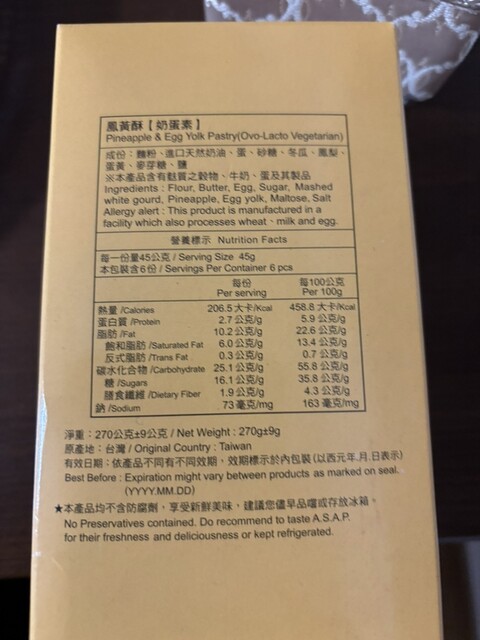 鳳黃酥【奶蛋素】
Pineapple & Egg Yolk Pastry(Ovo-Lacto Vegetarian)
成份：麵粉、進口天然奶油、蛋、砂糖、冬瓜、鳳梨、
蛋黃、麥芽糖、鹽
※本產品含有麩質之穀物、牛奶、蛋及其製品
Ingredients : Flour, Butter, Egg, Sugar, Mashed
white gourd, Pineapple, Egg yolk, Maltose, Salt
Allergy alert : This product is manufactured in a
facility which also processes wheat、milk and egg.
營養標示 Nutrition Facts
每一份量45公克 / Serving Size 45g
本包裝含6份 / Servings Per Container 6 pcs
每份 每100公克
Per serving Per 100g
熱量 /Calories 206.5 大卡/Kcal 458.8 大卡/Kcal
蛋白質 /Protein 2.7 公克/g 5.9 公克/g
脂肪 /Fat 10.2 公克/g 22.6 公克/g
飽和脂肪 /Saturated Fat 6.0 公克/g 13.4 公克/g
反式脂肪 /Trans Fat 0.3 公克/g 0.7 公克/g
碳水化合物 /Carbohydrate 25.1 公克/g 55.8 公克/g
糖 /Sugars 16.1 公克/g 35.8 公克/g
膳食纖維 /Dietary Fiber 1.9 公克/g 4.3 公克/g
鈉 /Sodium 73 毫克/mg 163 毫克/mg
淨重：270公克±9公克 / Net Weight : 270g±9g
原產地：台灣 / Original Country : Taiwan
有效日期：依產品不同有不同效期，效期標示於內包裝(以西元年.月.日表示)
Best Before : Expiration might vary between products as marked on seal.
(YYYY.MM.DD)
★本產品均不含防腐劑，享受新鮮美味，建議您儘早品嚐或存放冰箱。
No Preservatives contained. Do recommend to taste A.S.A.P.
for their freshness and deliciousness or kept refrigerated.